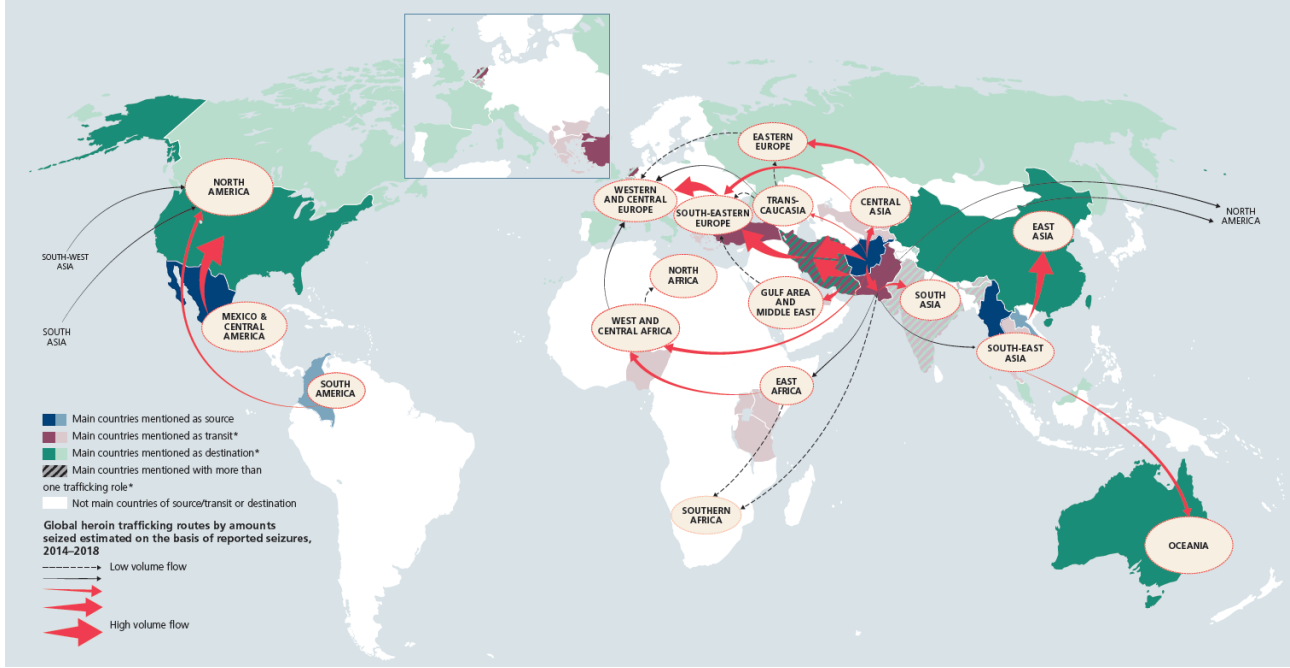 EASTERN
EUROPE
NORTH
AMERICA
WESTERN
AND CENTRAL
EUROPE
SOUTH-EASTERN
EUROPE
TRANS-
CAUCASIA
CENTRAL
ASIA
EAST
ASIA
NORTH
AMERICA
SOUTH-WEST
ASIA
NORTH
AFRICA
GULF AREA
AND
MIDDLE EAST
SOUTH
ASIA
SOUTH
ASIA
MEXICO &
CENTRAL
AMERICA
WEST AND
CENTRAL AFRICA
SOUTH-EAST
ASIA
SOUTH
AMERICA
EAST
AFRICA
SOUTHERN
AFRICA
OCEANIA
Main countries mentioned as source
Main countries mentioned as transit*
Main countries mentioned as destination*
Main countries mentioned with more than
one trafficking role*
Not main countries of source/transit or destination
Global heroin trafficking routes by amounts
seized estimated on the basis of reported seizures,
2014–2018
Low volume flow
High volume flow